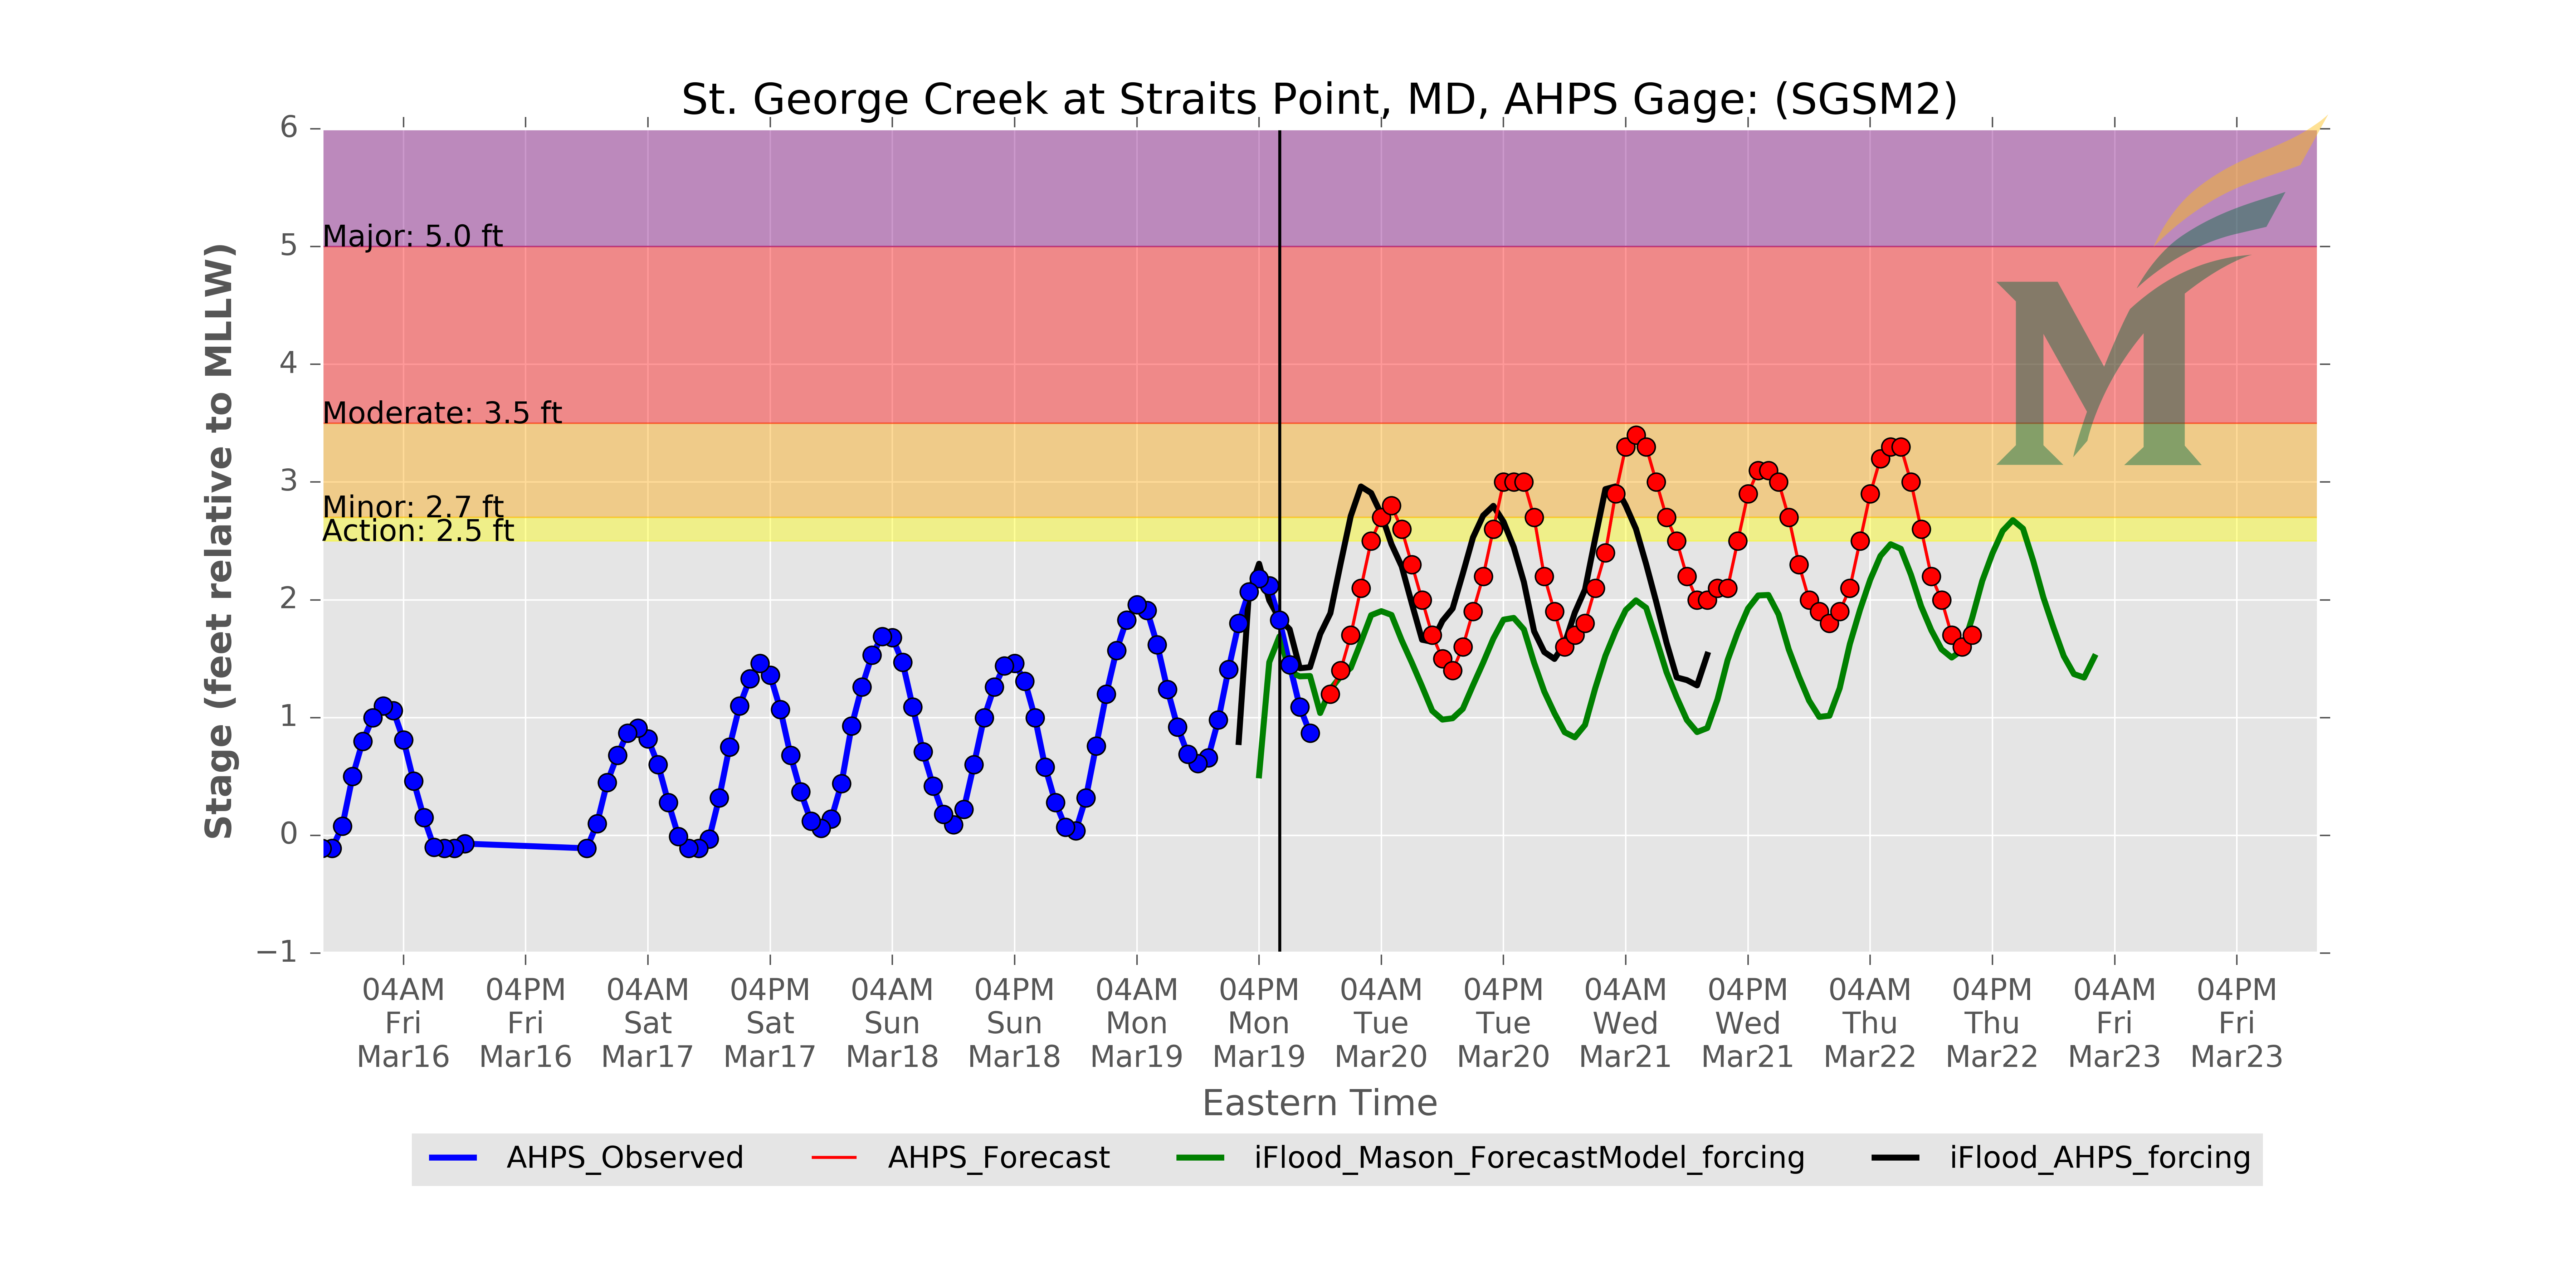 St. George Creek at Straits Point, MD, AHPS Gage: (SGSM2)
Stage (feet relative to MLLW)
6
5
4
3
2
1
0
−1
Major: 5.0 ft
Moderate: 3.5 ft
Minor: 2.7 ft
Action: 2.5 ft
M
04AM 04PM 04AM 04PM 04AM 04PM 04AM 04PM 04AM 04PM 04AM 04PM 04AM 04PM 04AM 04PM
Fri Fri Sat Sat Sun Sun Mon Mon Tue Tue Wed Wed Thu Thu Fri Fri
Mar16 Mar16 Mar17 Mar17 Mar18 Mar18 Mar19 Mar19 Mar20 Mar20 Mar21 Mar21 Mar22 Mar22 Mar23 Mar23
Eastern Time
AHPS_Observed AHPS_Forecast iFlood_Mason_ForecastModel_forcing iFlood_AHPS_forcing